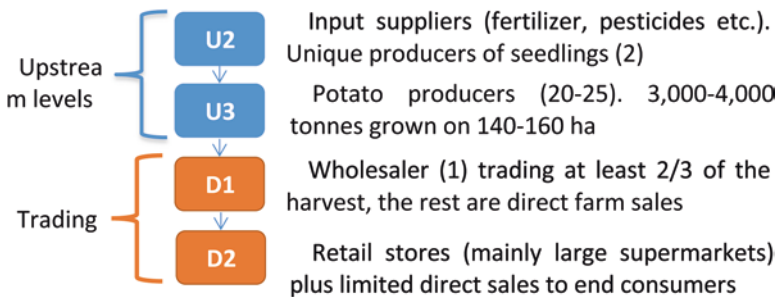 U2
Input suppliers (fertilizer, pesticides etc.).
Unique producers of seedlings (2)
Upstrea
m levels
U3
Potato producers (20-25). 3,000-4,000
tonnes grown on 140-160 ha
D1
Wholesaler (1) trading at least 2/3 of the
harvest, the rest are direct farm sales
Trading
D2
Retail stores (mainly large supermarkets)
plus limited direct sales to end consumers